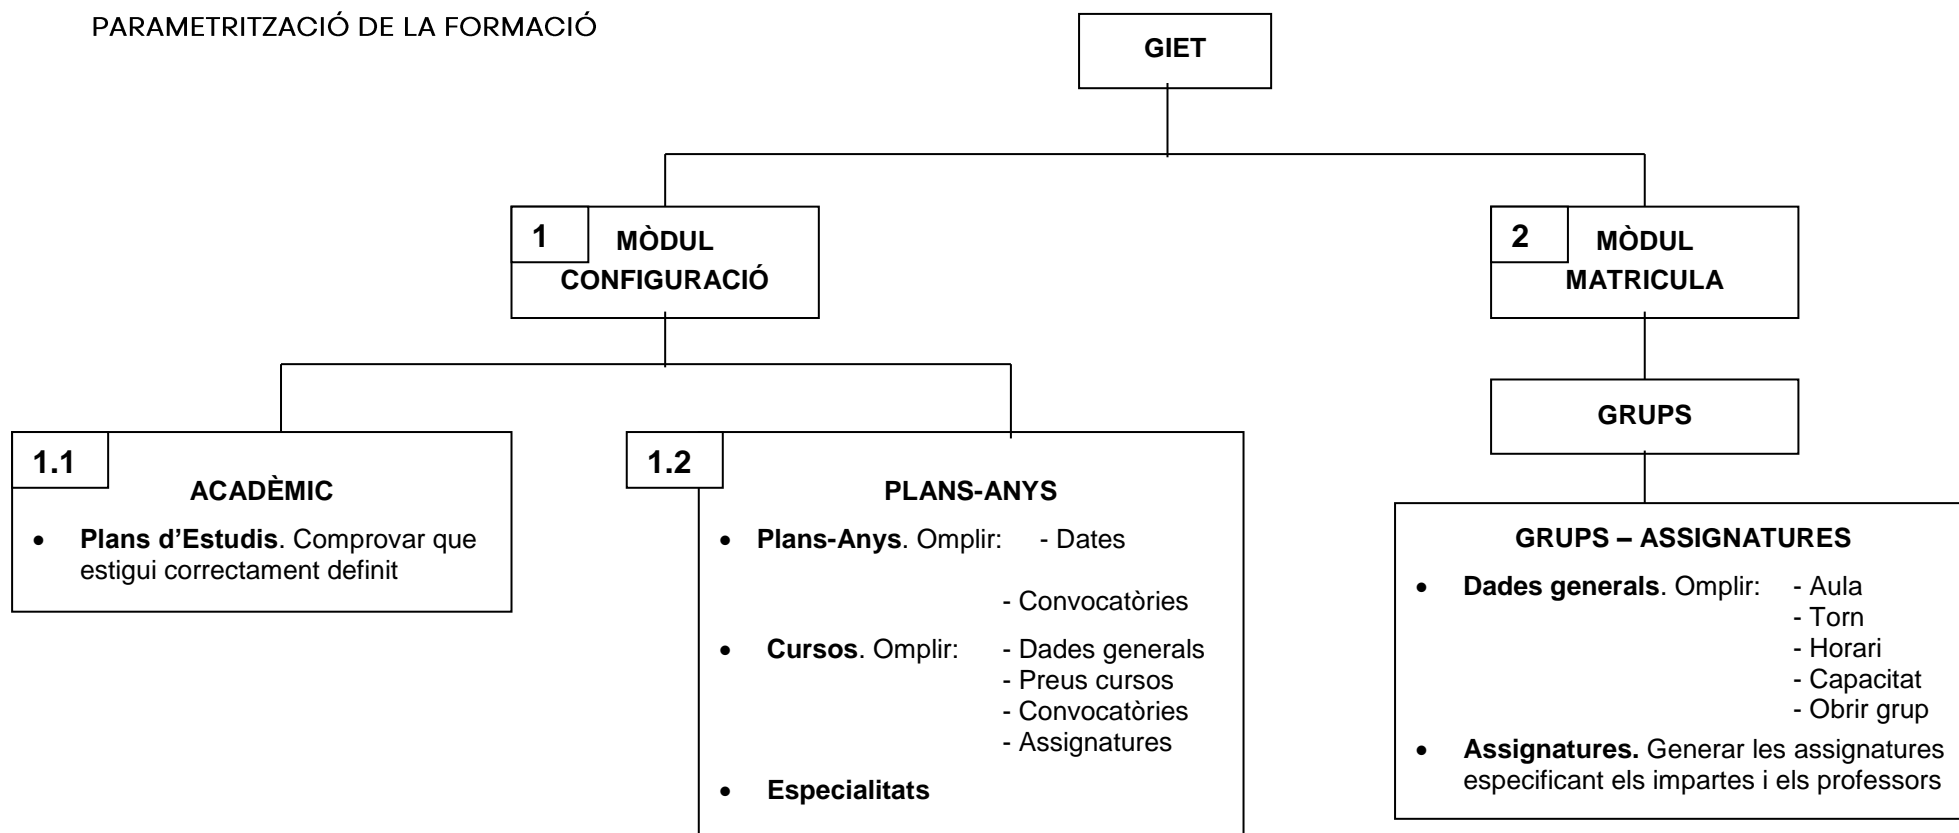 PARAMETRITZACIÓ DE LA FORMACIÓ
GIET
1
MÒDUL
CONFIGURACIÓ
2
MÒDUL
MATRICULA
1.1
ACADÈMIC
• Plans d’Estudis. Comprovar que
estigui correctament definit
1.2
PLANS-ANYS
• Plans-Anys. Omplir: - Dates
- Convocatòries
• Cursos. Omplir: - Dades generals
- Preus cursos
- Convocatòries
- Assignatures
• Especialitats
GRUPS
GRUPS – ASSIGNATURES
• Dades generals. Omplir: - Aula
- Torn
- Horari
- Capacitat
- Obrir grup
• Assignatures. Generar les assignatures
especificant els impartes i els professors